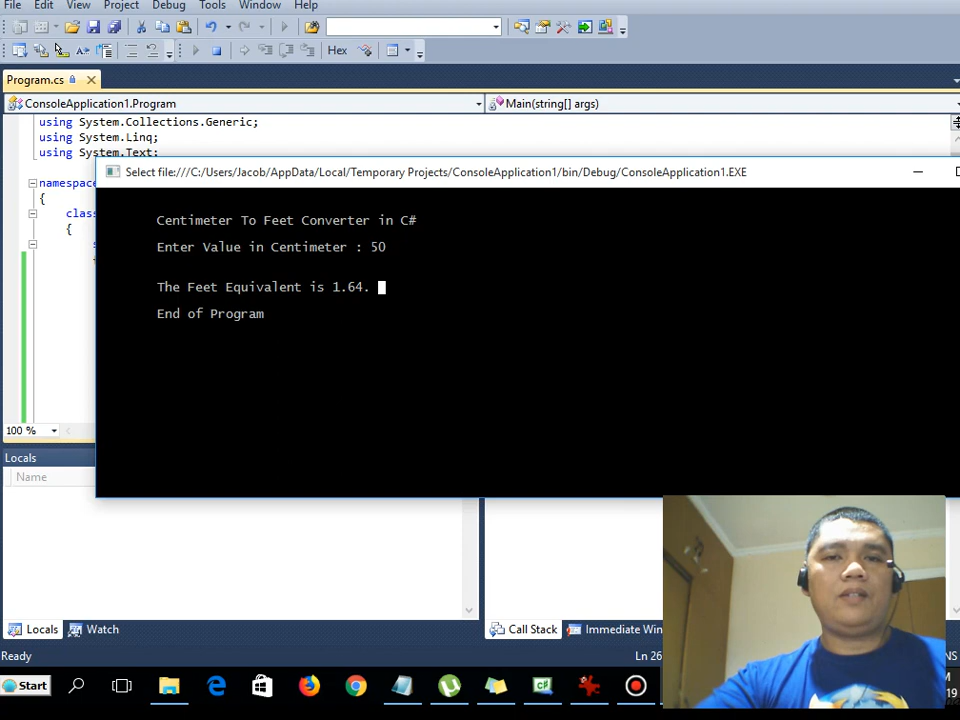 File Edit View Project Debug Tools Window Help
Hex
Program.cs
ConsoleApplication1.Program
Main(string[] args)
using System.Collections.Generic;
using System.Linq;
using System.Text;
Select file:///C:/Users/Jacob/AppData/Local/Temporary Projects/ConsoleApplication1/bin/Debug/ConsoleApplication1.EXE
namespace
{
clas
{
s
Centimeter To Feet Converter in C#
Enter Value in Centimeter : 50
The Feet Equivalent is 1.64.
End of Program
100 %
Locals
Name
Locals Watch
Call Stack Immediate Win
Ready
Ln 26
NS
Start
M
19